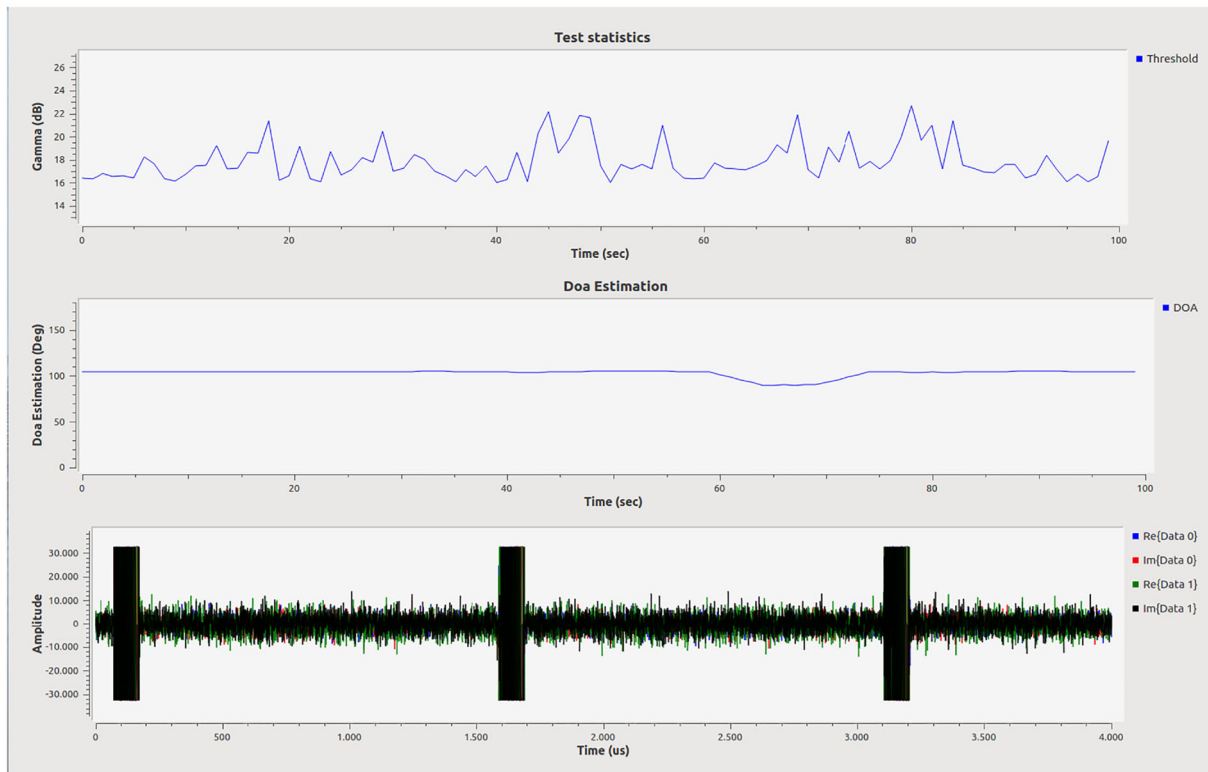 Test statistics
Threshold
Gamma (dB)
26
24
22
20
18
16
14
0 20 40 60 80 100
Time (sec)
Doa Estimation
DOA
Doa Estimation (Deg)
150
100
50
0
0 20 40 60 80 100
Time (sec)
Re{Data 0}
Im{Data 0}
Re{Data 1}
Im{Data 1}
Amplitude
30.000
20.000
10.000
0
-10.000
-20.000
-30.000
0 500 1.000 1.500 2.000 2.500 3.000 3.500 4.000
Time (us)